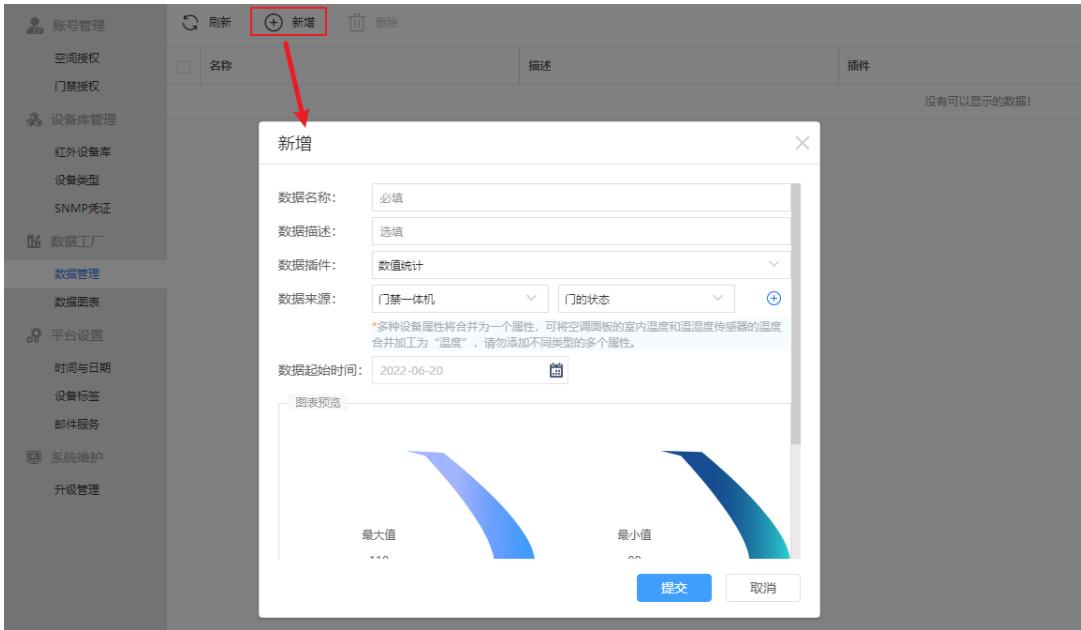 账号管理
空间授权
门禁授权
设备库管理
红外设备库
设备类型
SNMP凭证
数据工厂
数据管理
数据图表
平台设置
时间与日期
设备标签
邮件服务
系统维护
升级管理
刷新 新增 删除
名称 描述 插件
没有可以显示的数据!
新增
数据名称: 必填
数据描述: 选填
数据插件: 数值统计
数据来源: 门禁一体机 门的状态
*多种设备属性将合并为一个属性，可将空调面板的室内温度和温湿度传感器的温度
合并加工为“温度”，请勿添加不同类型的多个属性。
数据起始时间: 2022-06-20
图表预览
最大值 最小值
提交 取消